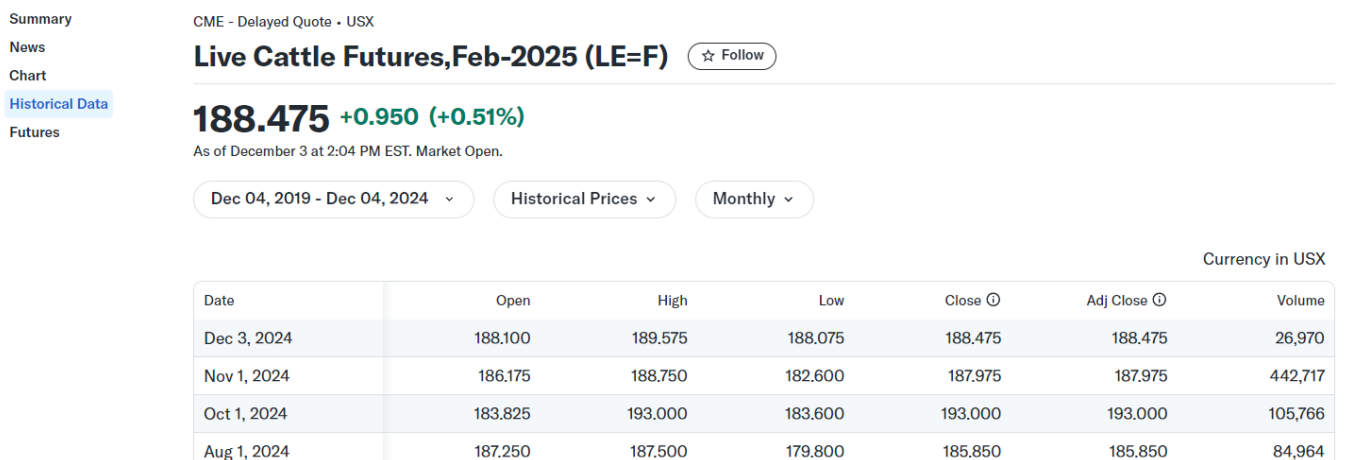 Summary
News
Chart
Historical Data
Futures
CME - Delayed Quote • USX
Live Cattle Futures,Feb-2025 (LE=F)
Follow
188.475 +0.950 (+0.51%)
As of December 3 at 2:04 PM EST. Market Open.
Dec 04, 2019 - Dec 04, 2024 Historical Prices Monthly
Currency in USX
Date Open High Low Close Adj Close Volume
Dec 3, 2024 188.100 189.575 188.075 188.475 188.475 26,970
Nov 1, 2024 186.175 188.750 182.600 187.975 187.975 442,717
Oct 1, 2024 183.825 193.000 183.600 193.000 193.000 105,766
Aug 1, 2024 187.250 187.500 179.800 185.850 185.850 84,964